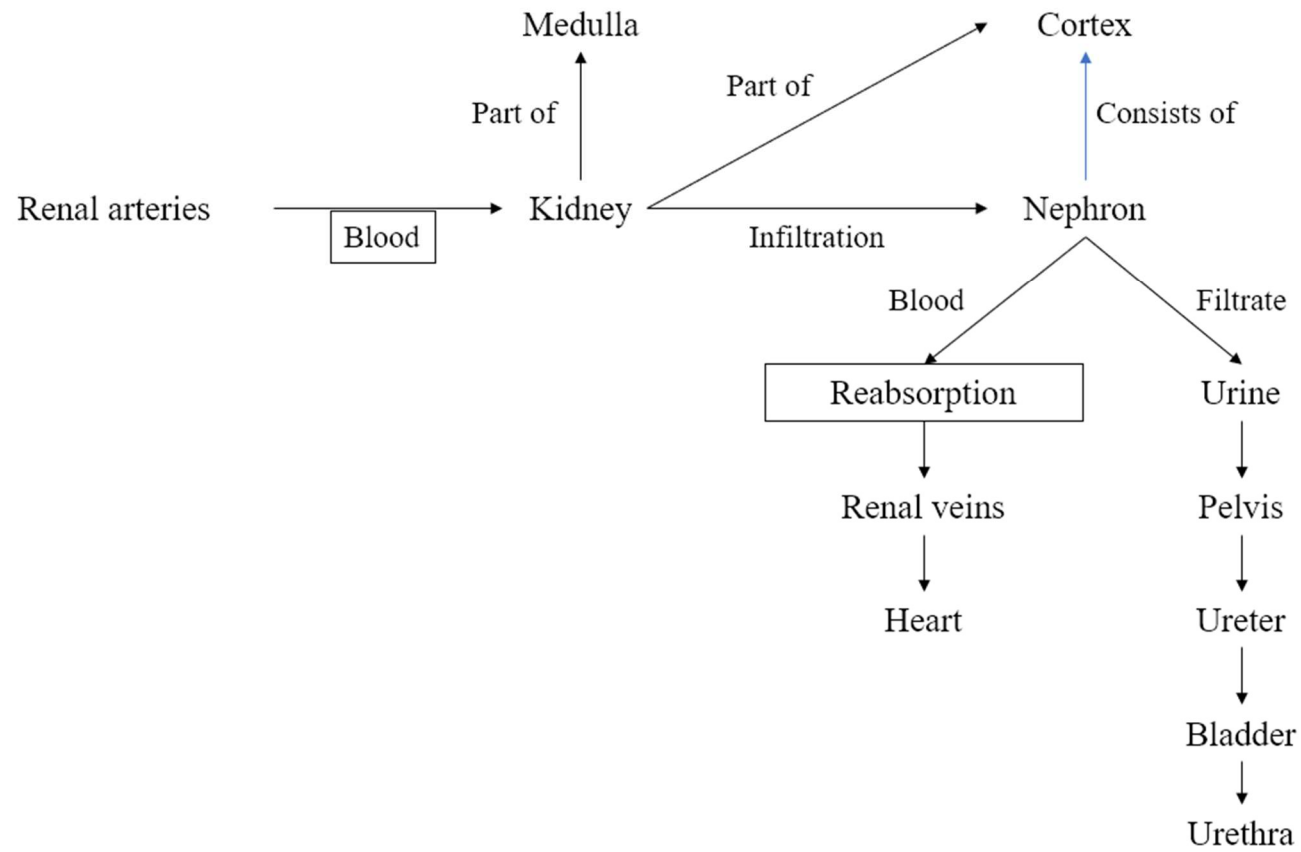 Medulla
Cortex
Part of
Part of
Consists of
Renal arteries
Blood
Kidney
Infiltration
Nephron
Blood
Filtrate
Reabsorption
Urine
Renal veins
Pelvis
Heart
Ureter
Bladder
Urethra